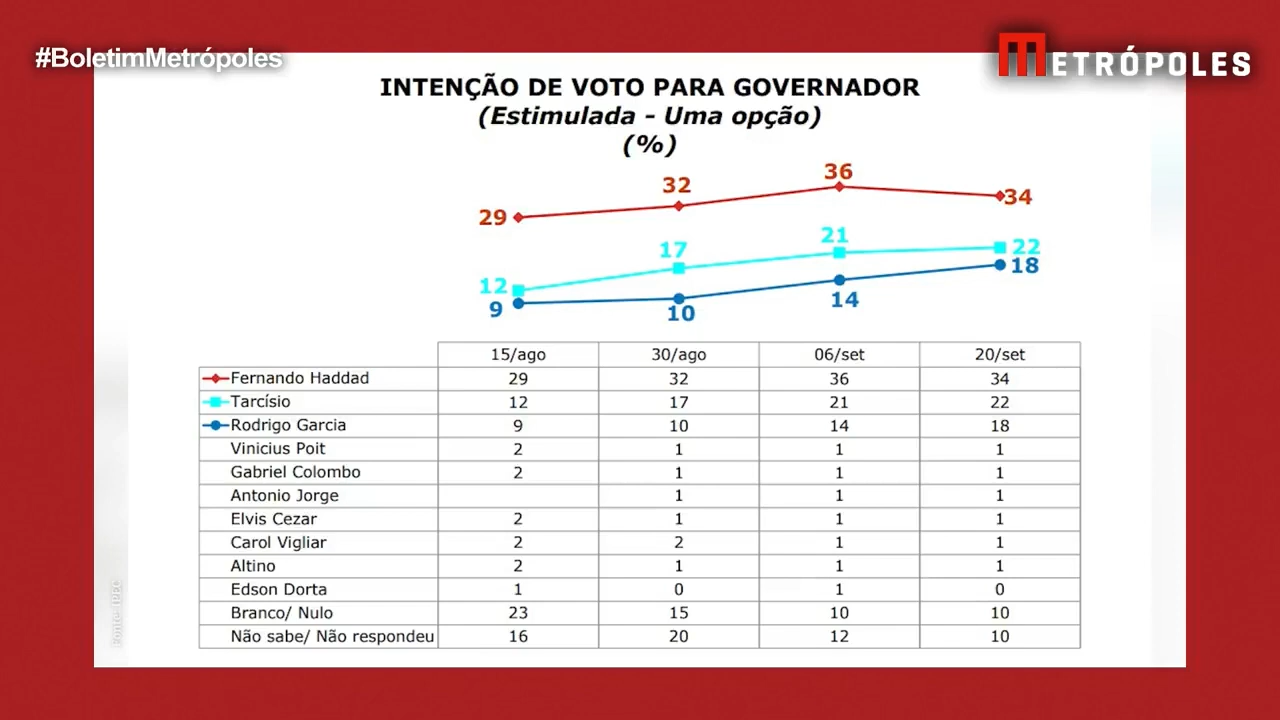 #BoletimMetrópoles
METRÓPOLES
INTENÇÃO DE VOTO PARA GOVERNADOR
(Estimulada - Uma opção)
(%)
29 32 36 34
12 17 21 22
9 10 14 18
15/ago 30/ago 06/set 20/set
Fernando Haddad 29 32 36 34
Tarcísio 12 17 21 22
Rodrigo Garcia 9 10 14 18
Vinicius Poit 2 1 1 1
Gabriel Colombo 2 1 1 1
Antonio Jorge 1 1 1
Elvis Cezar 2 1 1 1
Carol Vigliar 2 2 1 1
Altino 2 1 1 1
Edson Dorta 1 0 1 0
Branco/ Nulo 23 15 10 10
Não sabe/ Não respondeu 16 20 12 10
Fonte: IPEC